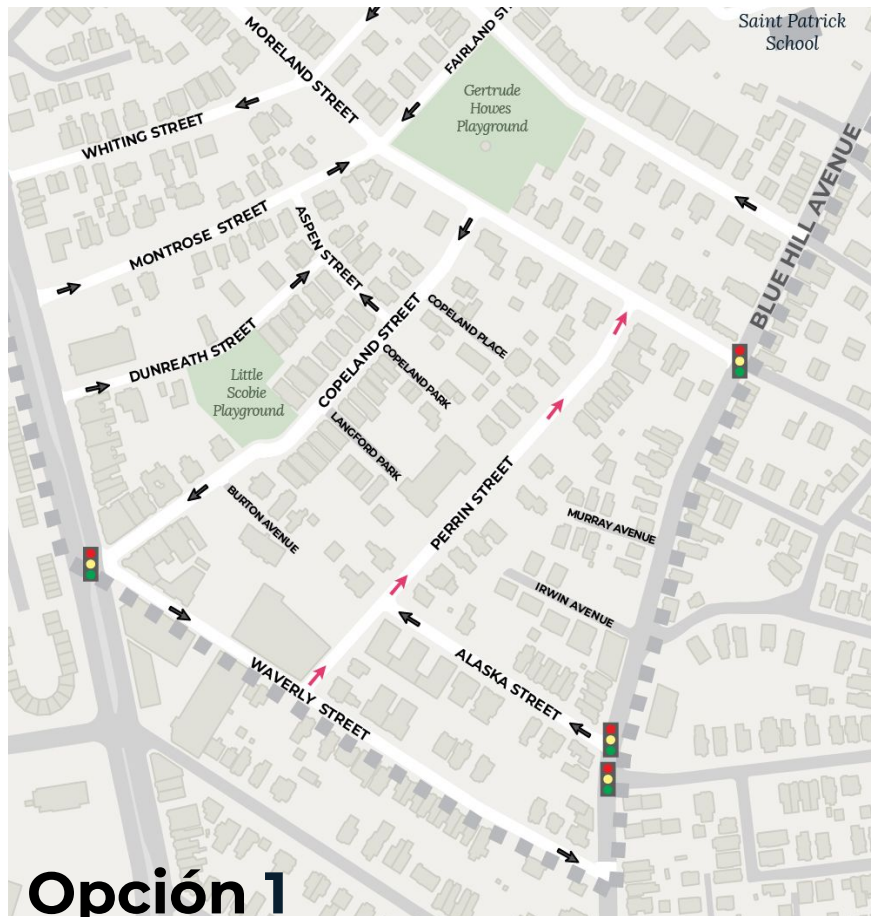 Saint Patrick
School
MORELAND STREET
FAIRLAND ST
Gertrude
Howes
Playground
WHITING STREET
BLUE HILL AVENUE
MONTROSE STREET
ASPEN STREET
COPELAND PLACE
DUNREATH STREET
COPELAND STREET
COPELAND PARK
Little
Scobie
Playground
LANGFORD PARK
PERRIN STREET
BURTON AVENUE
MURRAY AVENUE
IRWIN AVENUE
ALASKA STREET
WAVERLY STREET
Opción 1